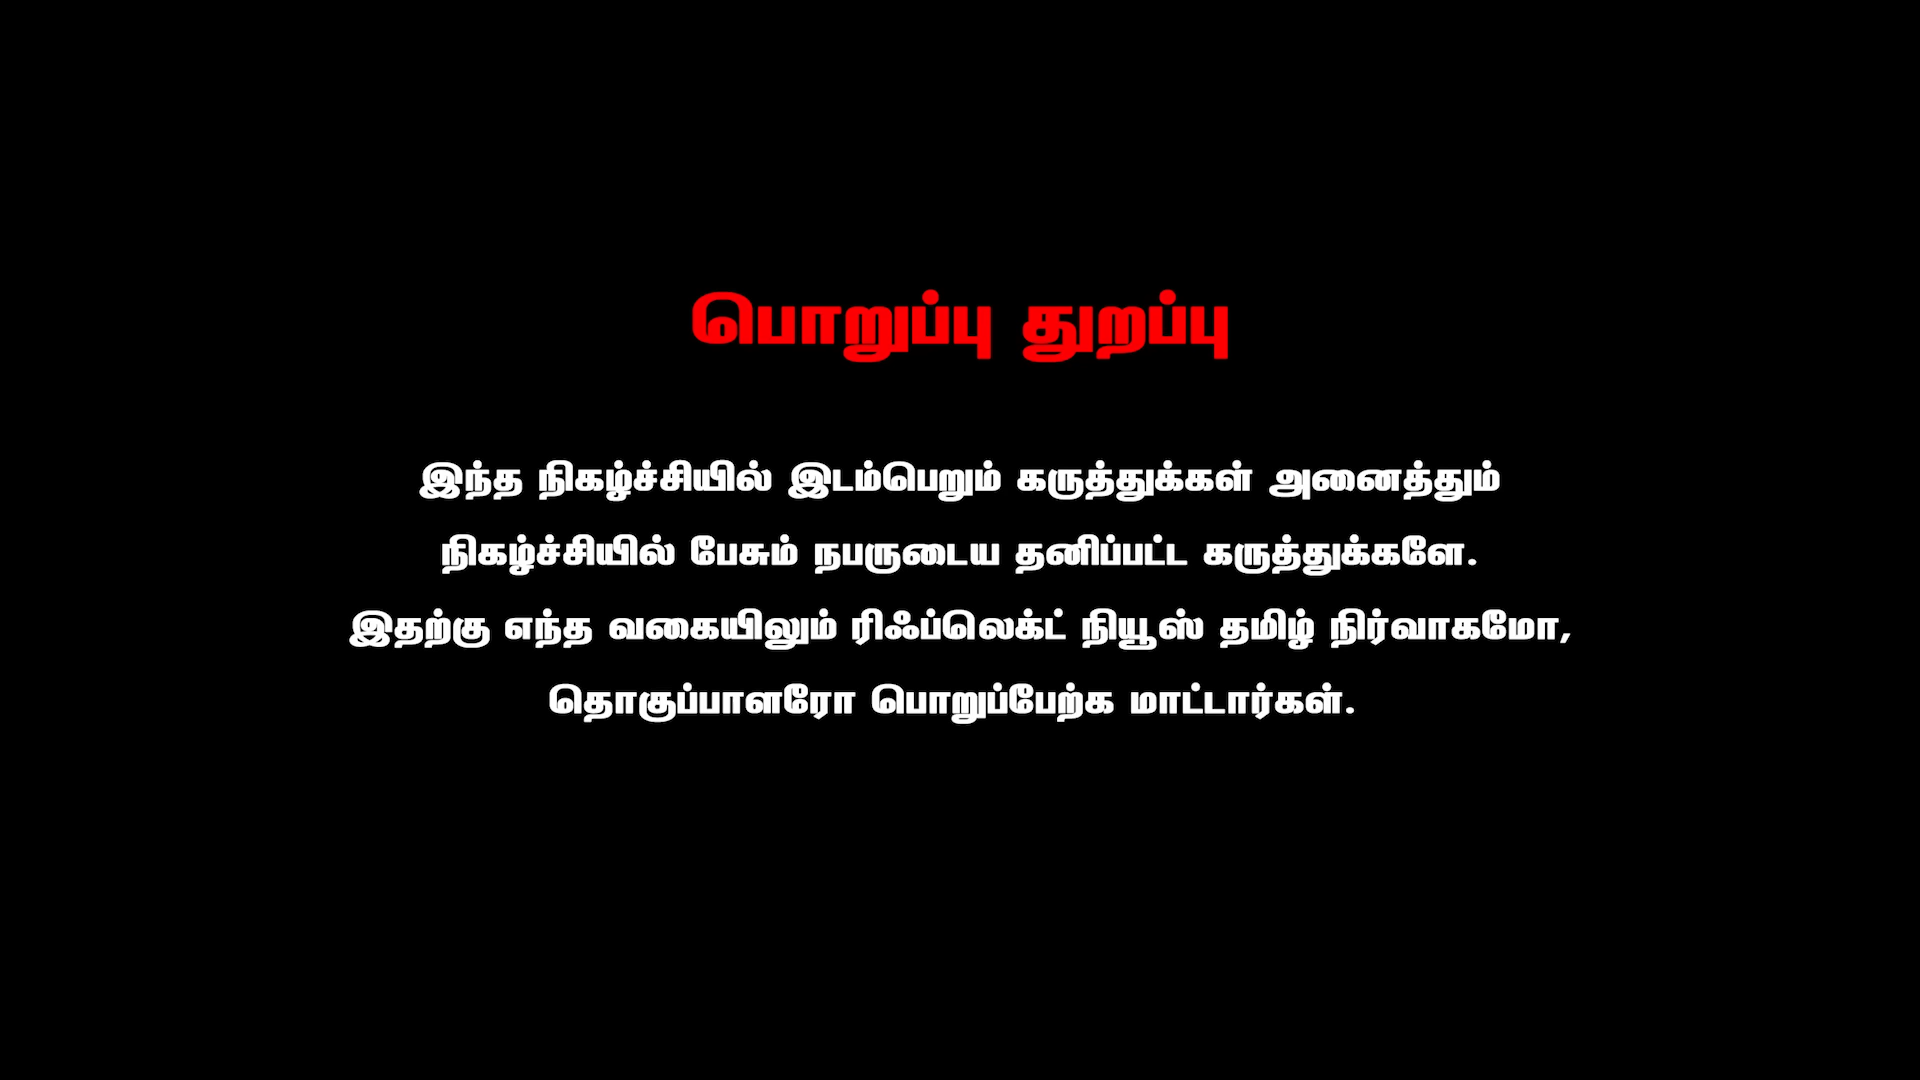 பொறுப்பு துறப்பு
இந்த நிகழ்ச்சியில் இடம்பெறும் கருத்துக்கள் அனைத்தும்
நிகழ்ச்சியில் பேசும் நபருடைய தனிப்பட்ட கருத்துக்களே.
இதற்கு எந்த வகையிலும் ரிஃப்லெக்ட் நியூஸ் தமிழ் நிர்வாகமோ,
தொகுப்பாளரோ பொறுப்பேற்க மாட்டார்கள்.